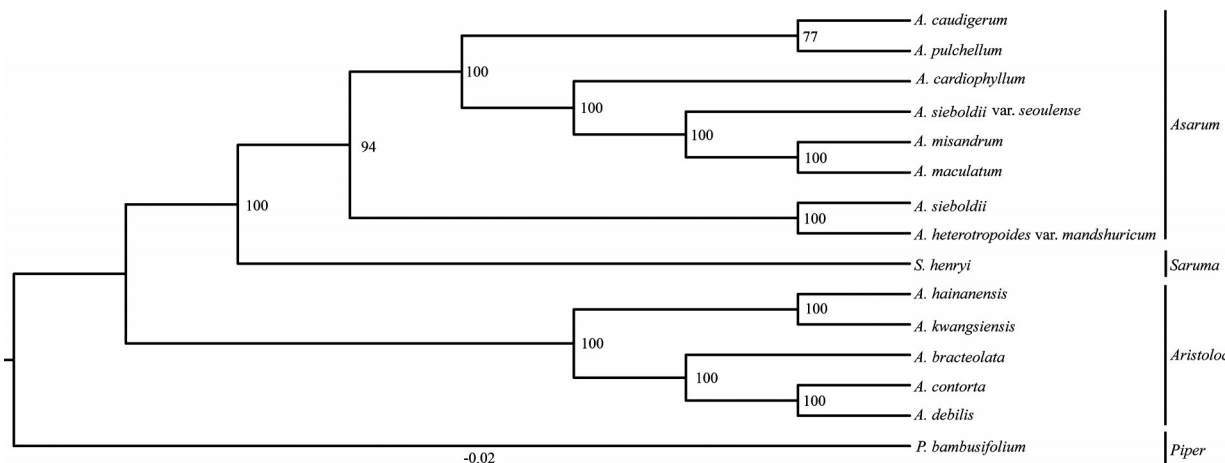 A. caudigerum
77
A. pulchellum
100
A. cardiophyllum
100
A. sieboldii var. seoulense
100
A. misandrum
100
A. maculatum
94
Asarum
A. sieboldii
100
A. heterotropoides var. mandshuricum
100
S. henryi
Saruma
A. hainanensis
100
A. kwangsiensis
100
A. bracteolata
100
A. contorta
100
A. debilis
Aristoloc
P. bambusifolium
Piper
-0.02